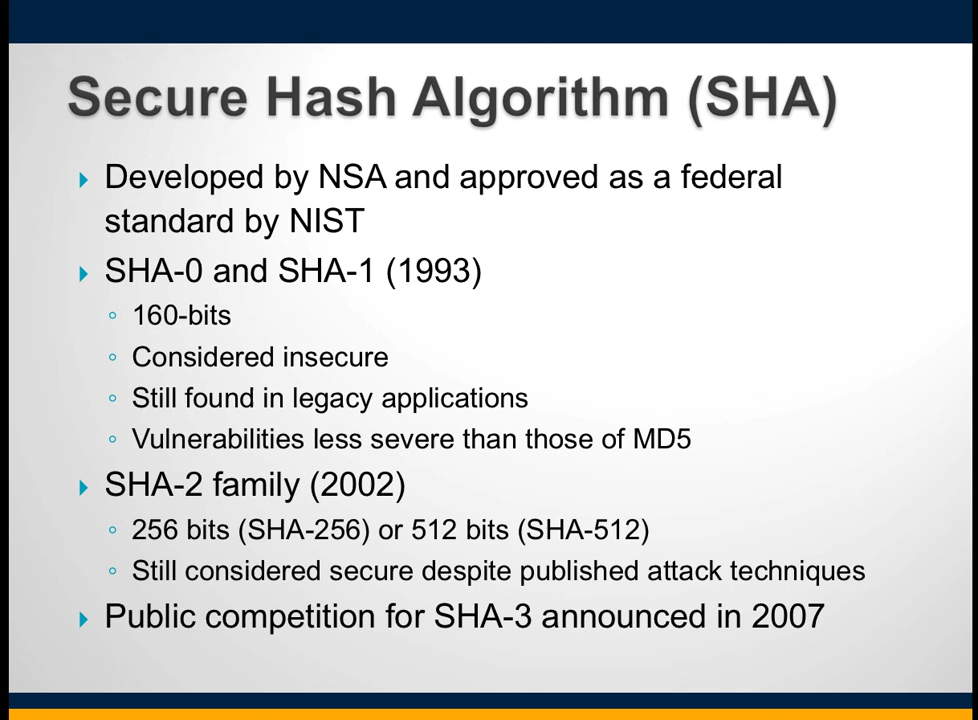 Secure Hash Algorithm (SHA)
Developed by NSA and approved as a federal
standard by NIST
SHA-0 and SHA-1 (1993)
160-bits
Considered insecure
Still found in legacy applications
Vulnerabilities less severe than those of MD5
SHA-2 family (2002)
256 bits (SHA-256) or 512 bits (SHA-512)
Still considered secure despite published attack techniques
Public competition for SHA-3 announced in 2007